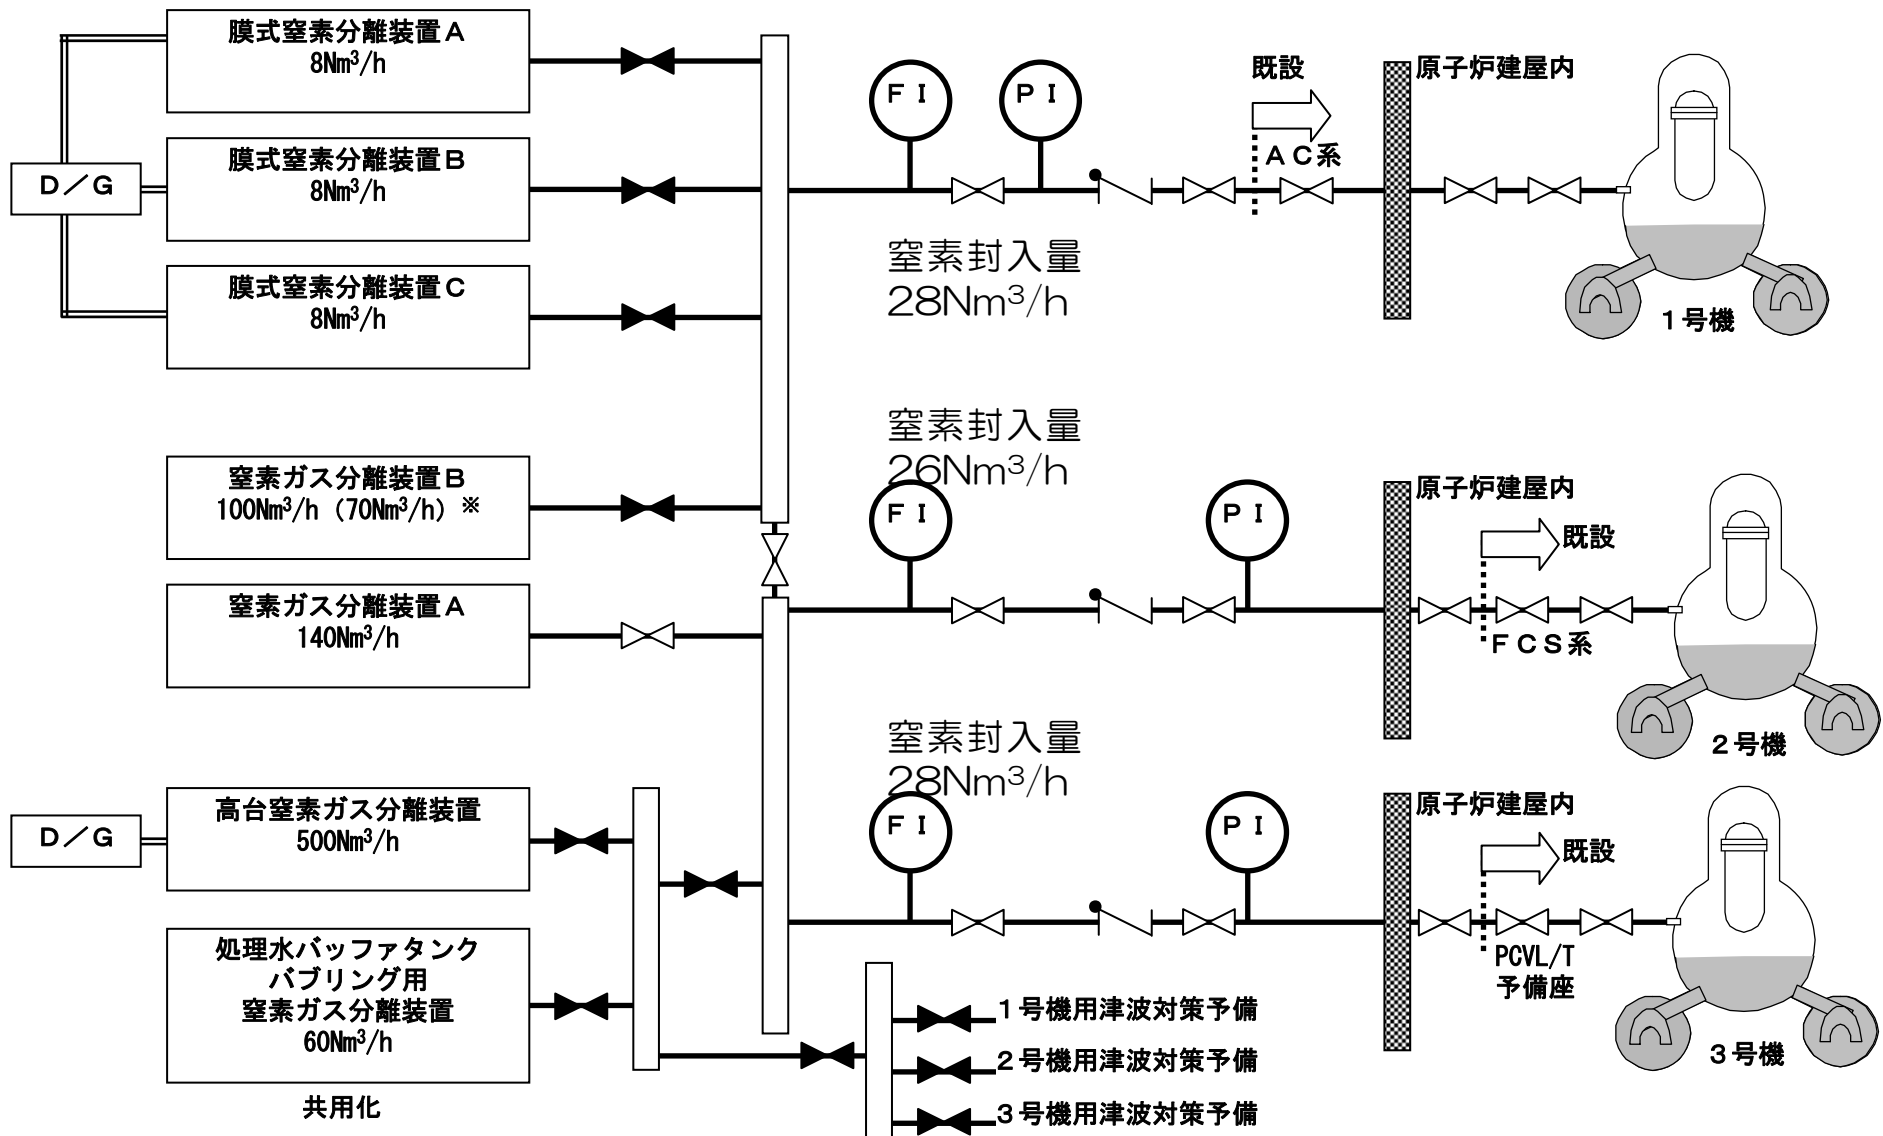 膜式窒素分離装置A
8Nm³/h
膜式窒素分離装置B
8Nm³/h
膜式窒素分離装置C
8Nm³/h
D/G
窒素ガス分離装置B
100Nm³/h (70Nm³/h) ※
窒素ガス分離装置A
140Nm³/h
D/G
高台窒素ガス分離装置
500Nm³/h
処理水バッファタンク
バブリング用
窒素ガス分離装置
60Nm³/h
共用化
FI
PI
既設
AC系
原子炉建屋内
窒素封入量
28Nm³/h
1号機
窒素封入量
26Nm³/h
FI
PI
原子炉建屋内
既設
FCS系
2号機
窒素封入量
28Nm³/h
FI
PI
原子炉建屋内
既設
PCVL/T
予備座
3号機
1号機用津波対策予備
2号機用津波対策予備
3号機用津波対策予備